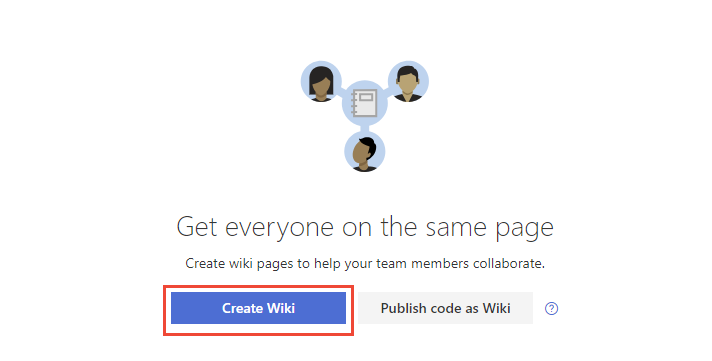 Get everyone on the same page
Create wiki pages to help your team members collaborate.
Create Wiki
Publish code as Wiki
?